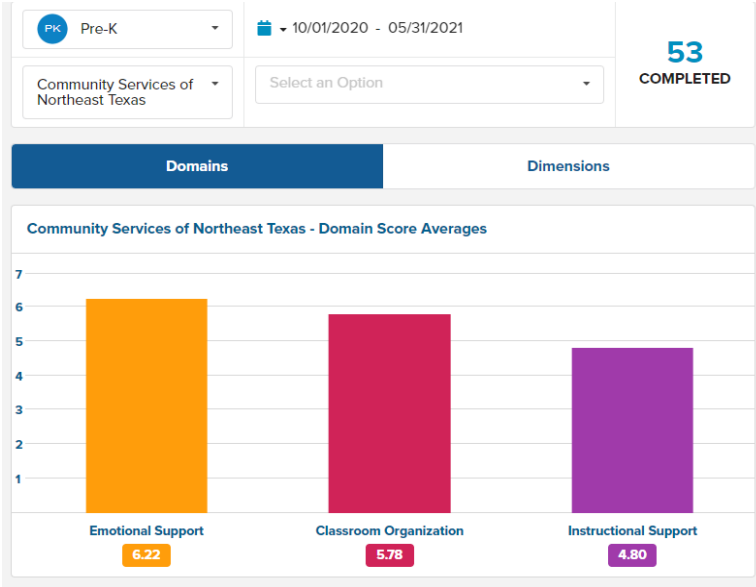 PK Pre-K
10/01/2020 - 05/31/2021
53
COMPLETED
Community Services of
Northeast Texas
Select an Option
Domains
Dimensions
Community Services of Northeast Texas - Domain Score Averages
7
6
5
4
3
2
1
Emotional Support
Classroom Organization
Instructional Support
6.22
5.78
4.80